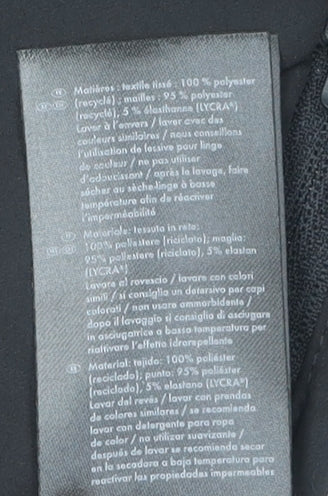 Matières : textile tissé : 100 % polyester
(recyclé) ; mailles : 95 % polyester
(recyclé), 5 % élasthanne (LYCRA®)
Laver à l'envers / laver avec des
couleurs similaires / nous conseillons
l'utilisation de lessive pour linge
de couleur / ne pas utiliser
d'adoucissant / après le lavage, faire
sécher au sèche-linge à basse
température afin de réactiver
l'imperméabilité
Materiale: tessuto in rete:
100% poliestere (riciclato); maglia:
95% poliestere (riciclato), 5% elastan
(LYCRA®)
Lavare al rovescio / lavare con colori
simili / si consiglia un detersivo per capi
colorati / non usare ammorbidente /
dopo il lavaggio si consiglia di asciugare
in asciugatrice a bassa temperatura per
riattivare l'effetto idrorepellente
Material: tejido: 100% poliéster
(reciclado); punto: 95% poliéster
(reciclado), 5% elastano (LYCRA®)
Lavar del revés / lavar con prendas
de colores similares / se recomienda
lavar con detergente para ropa
de color / no utilizar suavizante /
después de lavar se recomienda secar
en la secadora a baja temperatura para
reactivar las propiedades impermeables